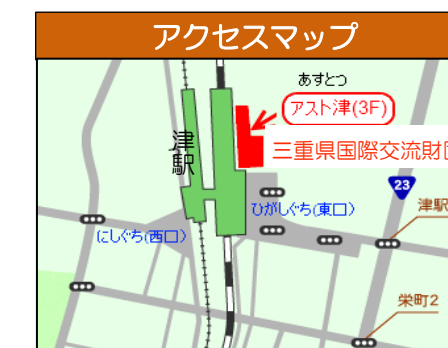 アクセスマップ
あすとつ
アスト津(3F)
津駅
三重県国際交流財
23
津駅
ひがしぐち(東口)
にしぐち(西口)
栄町2